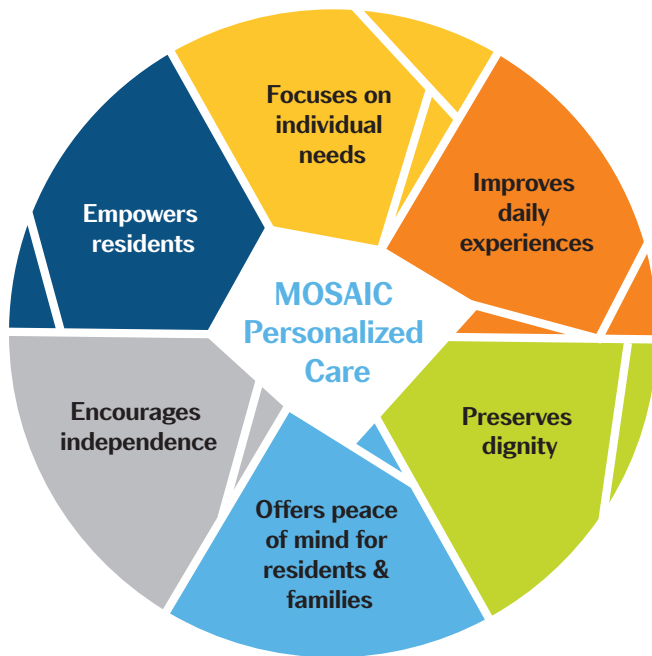 Focuses on
individual
needs
Improves
daily
experiences
Preserves
dignity
Offers peace
of mind for
residents &
families
Encourages
independence
Empowers
residents
MOSAIC
Personalized
Care